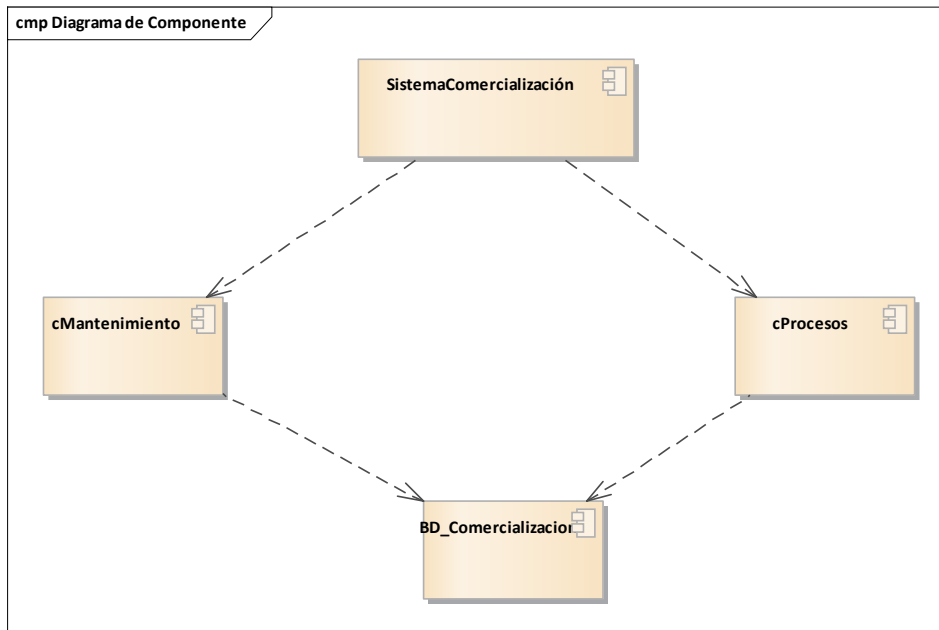 cmp Diagrama de Componente
SistemaComercialización
cMantenimiento
cProcesos
BD_Comercializacion